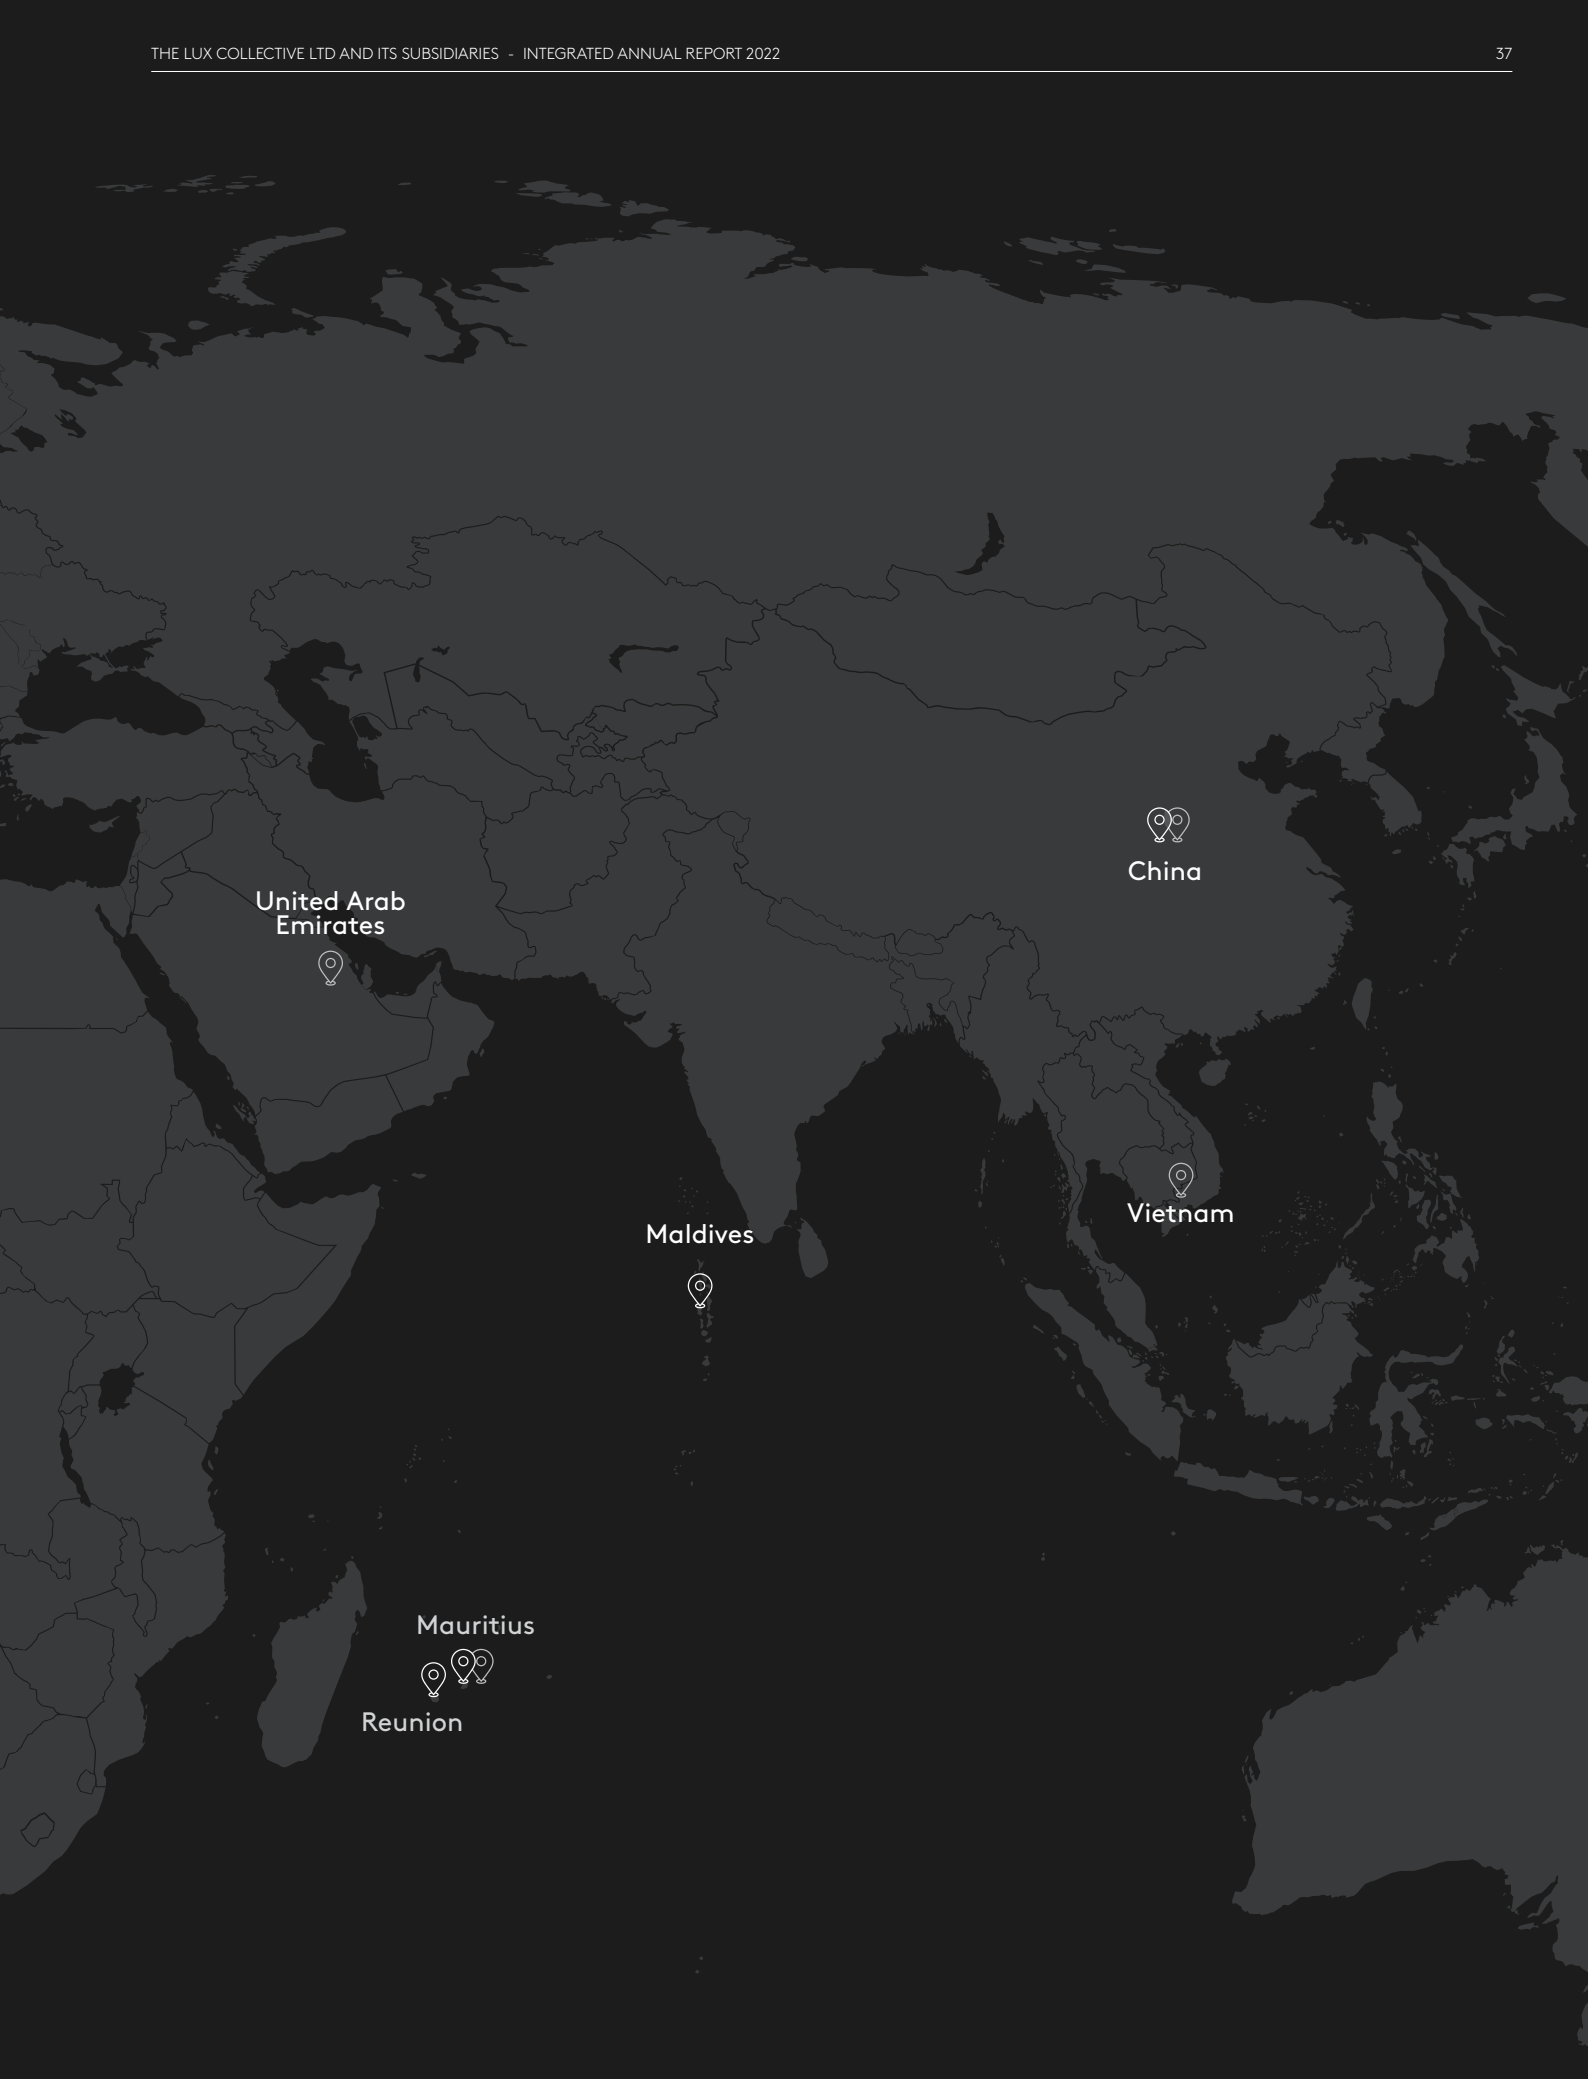 THE LUX COLLECTIVE LTD AND ITS SUBSIDIARIES - INTEGRATED ANNUAL REPORT 2022
37
China
United Arab
Emirates
Vietnam
Maldives
Mauritius
Reunion